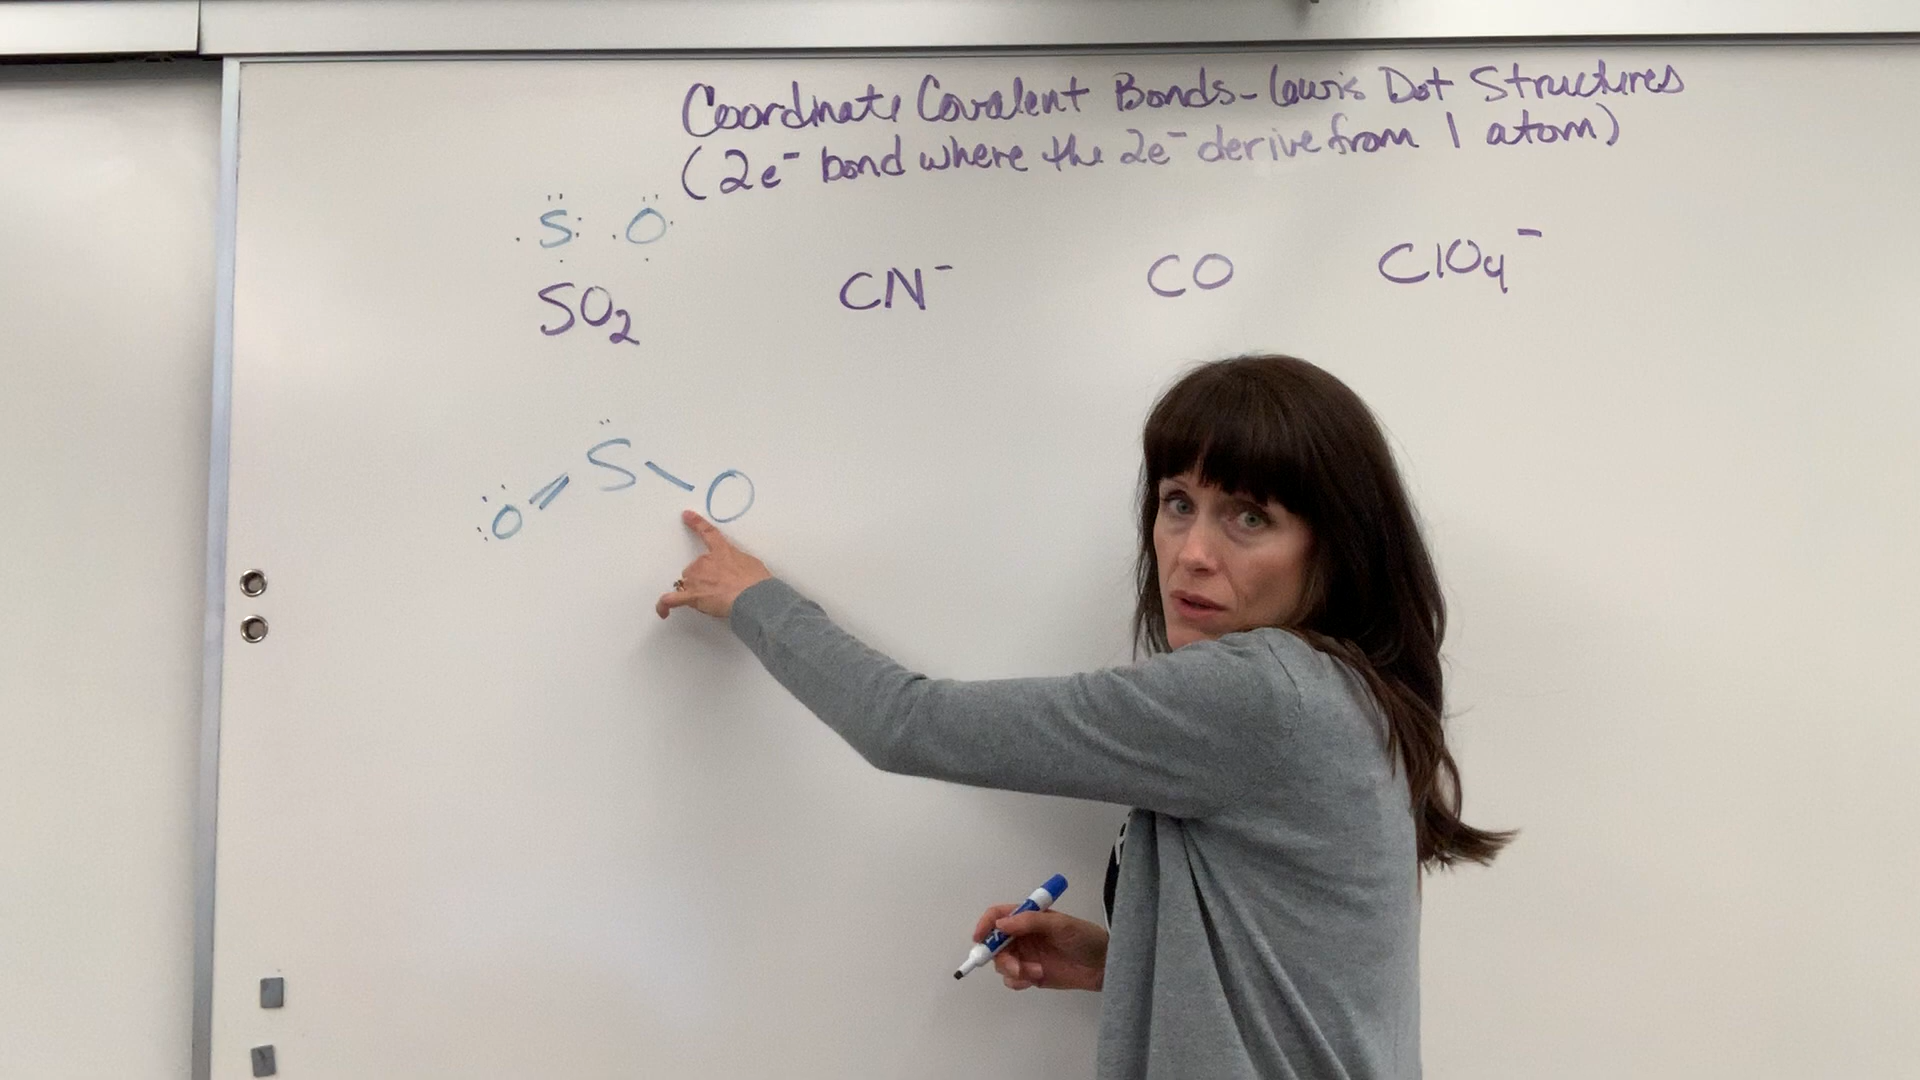 Coordinate Covalent Bonds - Lewis Dot Structures
(2e⁻ bond where the 2e⁻ derive from 1 atom)
S O
SO₂ CN⁻ CO ClO₄⁻
O=S-O